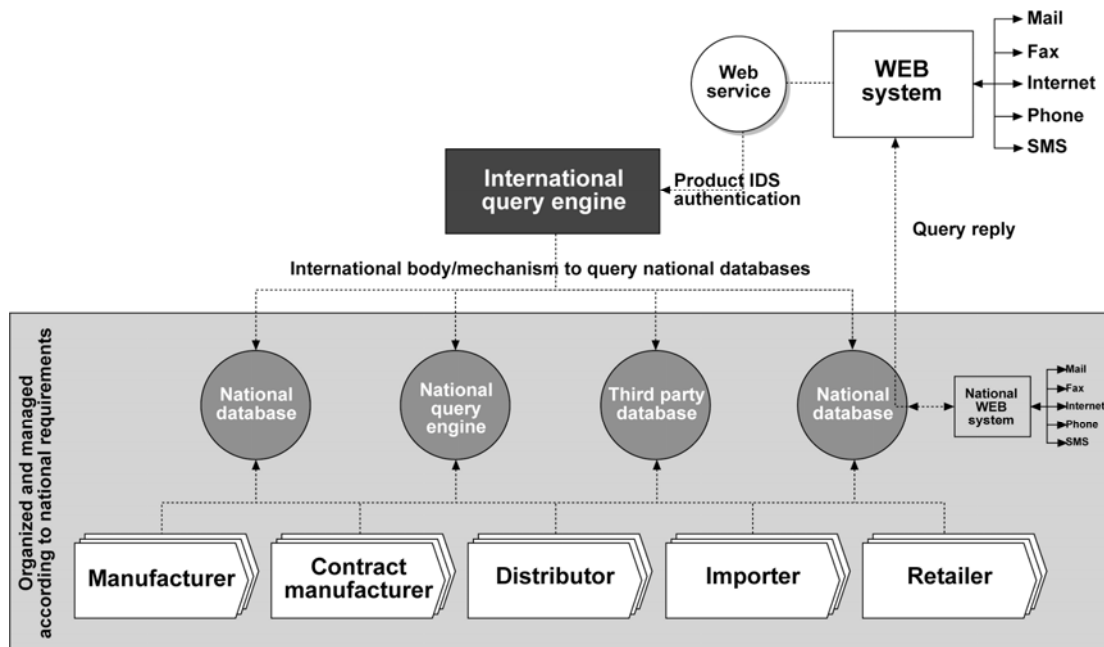 Mail
Fax
Internet
Phone
SMS
WEB
system
Web
service
International
query engine
Product IDS
authentication
Query reply
International body/mechanism to query national databases
Organized and managed
according to national requirements
National
database
National
query
engine
Third party
database
National
database
National
WEB
system
Mail
Fax
Internet
Phone
SMS
Manufacturer
Contract
manufacturer
Distributor
Importer
Retailer